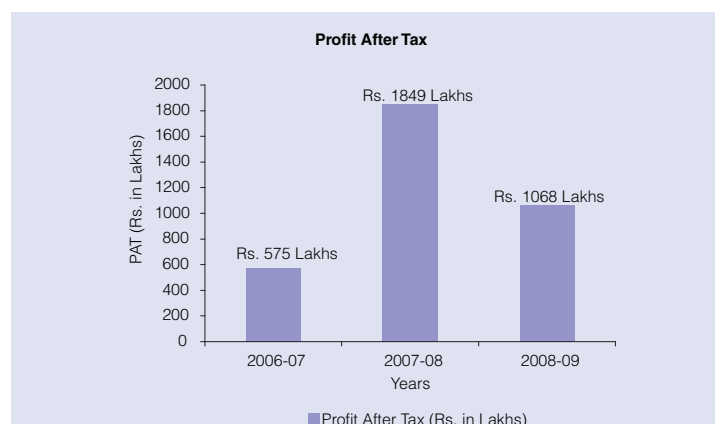 Profit After Tax
2000
1800
1600
1400
1200
1000
800
600
400
200
0
PAT (Rs. in Lakhs)
Rs. 575 Lakhs
Rs. 1849 Lakhs
Rs. 1068 Lakhs
2006-07 2007-08 2008-09
Years
Profit After Tax (Rs. in Lakhs)